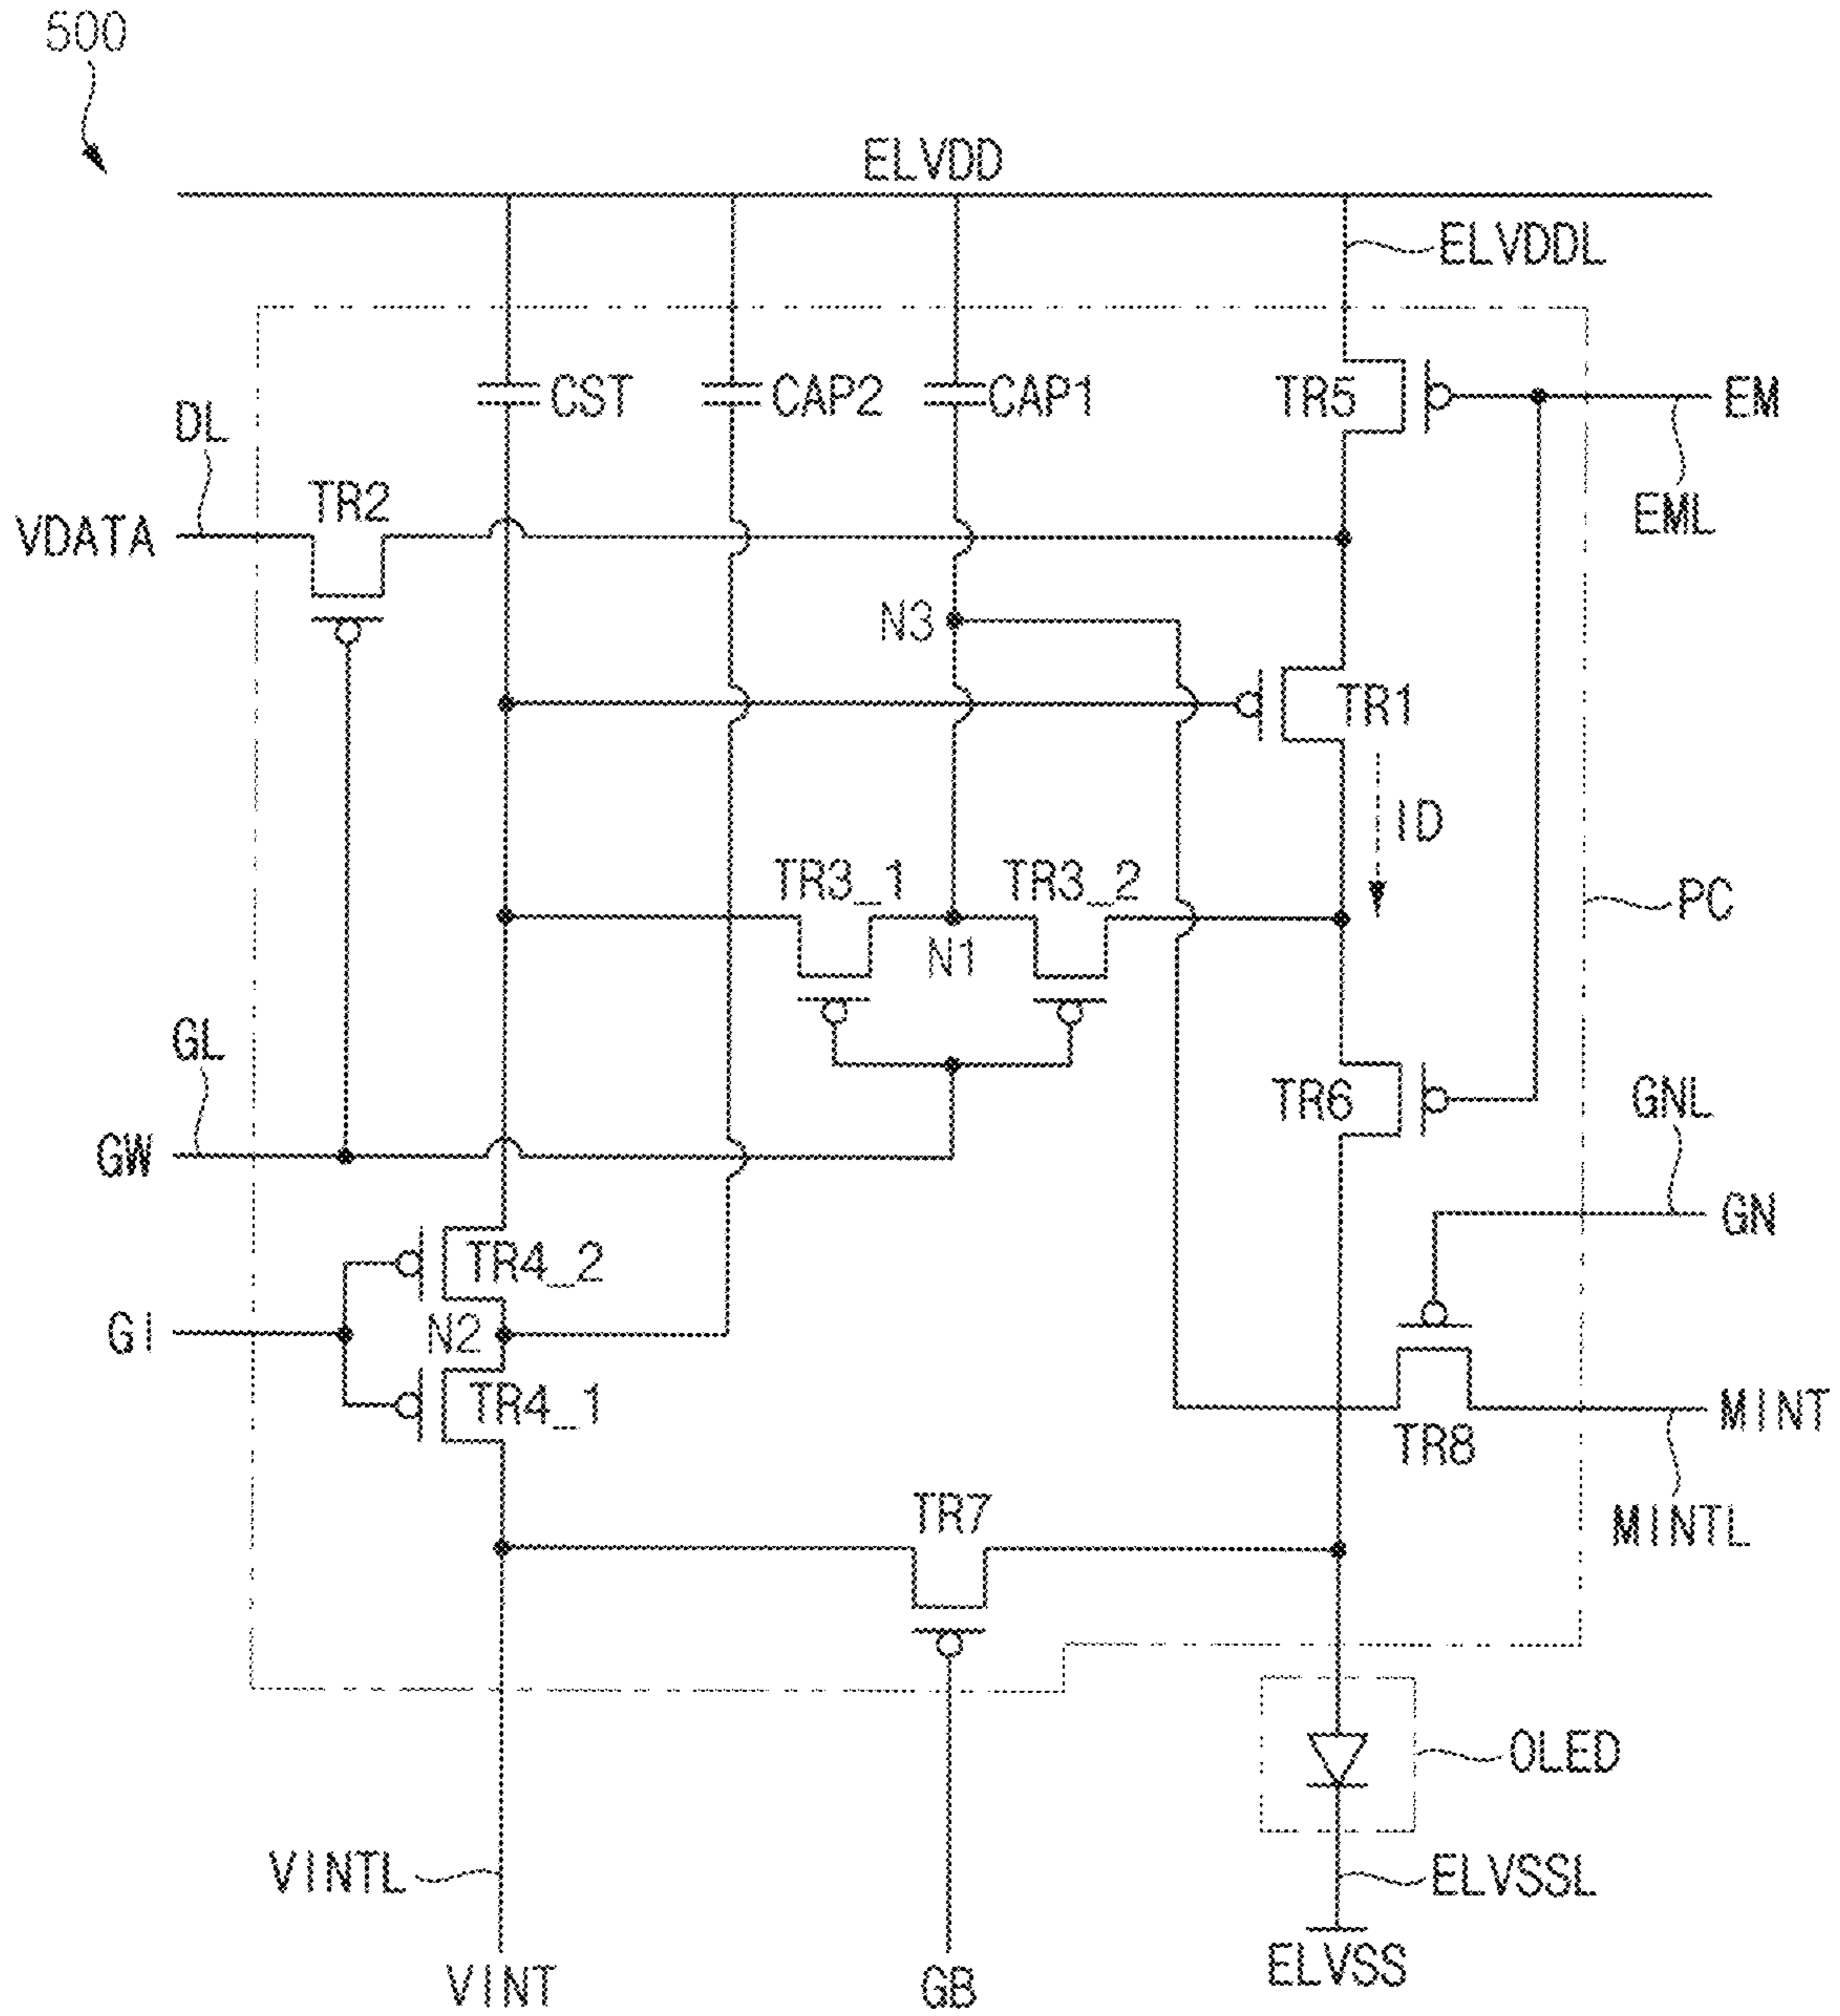 500
ELVDD
ELVDDL
CST
CAP2
CAP1
TR5
EM
DL
TR2
EML
VDATA
N3
TR1
ID
TR3_1
TR3_2
PC
N1
GL
TR6
GNL
GW
GN
TR4_2
GI
N2
TR4_1
MINT
TR8
TR7
MINTL
OLED
VINTL
ELVSSL
ELVSS
VINT
GB